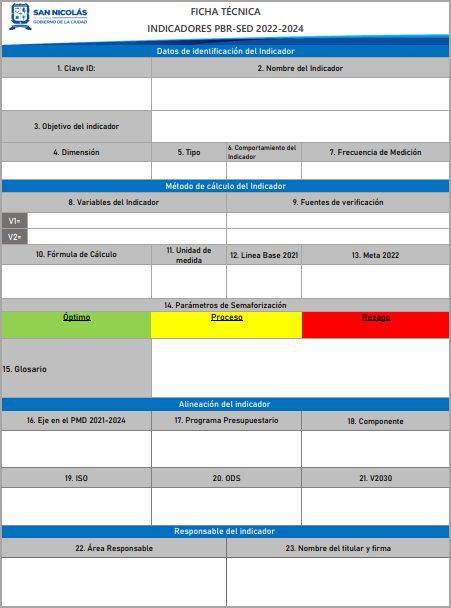 SAN NICOLÁS
GOBIERNO DE LA CIUDAD
FICHA TÉCNICA
INDICADORES PBR-SED 2022-2024
Datos de identificación del Indicador
1. Clave ID:
2. Nombre del Indicador
3. Objetivo del indicador
4. Dimensión
5. Tipo
6. Comportamiento del
Indicador
7. Frecuencia de Medición
Método de cálculo del Indicador
8. Variables del Indicador
9. Fuentes de verificación
V1=
V2=
10. Fórmula de Cálculo
11. Unidad de
medida
12. Linea Base 2021
13. Meta 2022
14. Parámetros de Semaforización
Óptimo
Proceso
Rezago
15. Glosario
Alineación del indicador
16. Eje en el PMD 2021-2024
17. Programa Presupuestario
18. Componente
19. ISO
20. ODS
21. V2030
Responsable del indicador
22. Área Responsable
23. Nombre del titular y firma